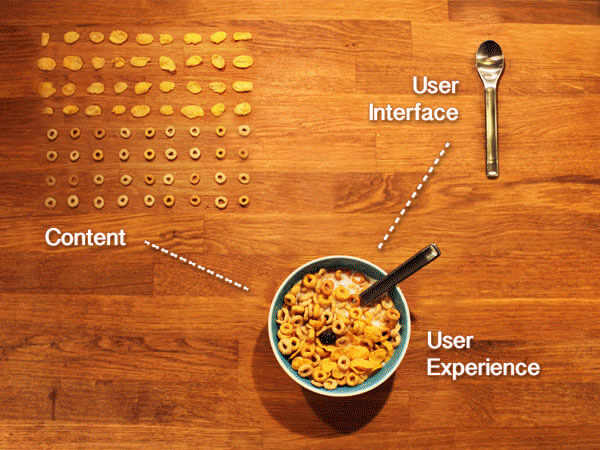 User
Interface
Content
User
Experience